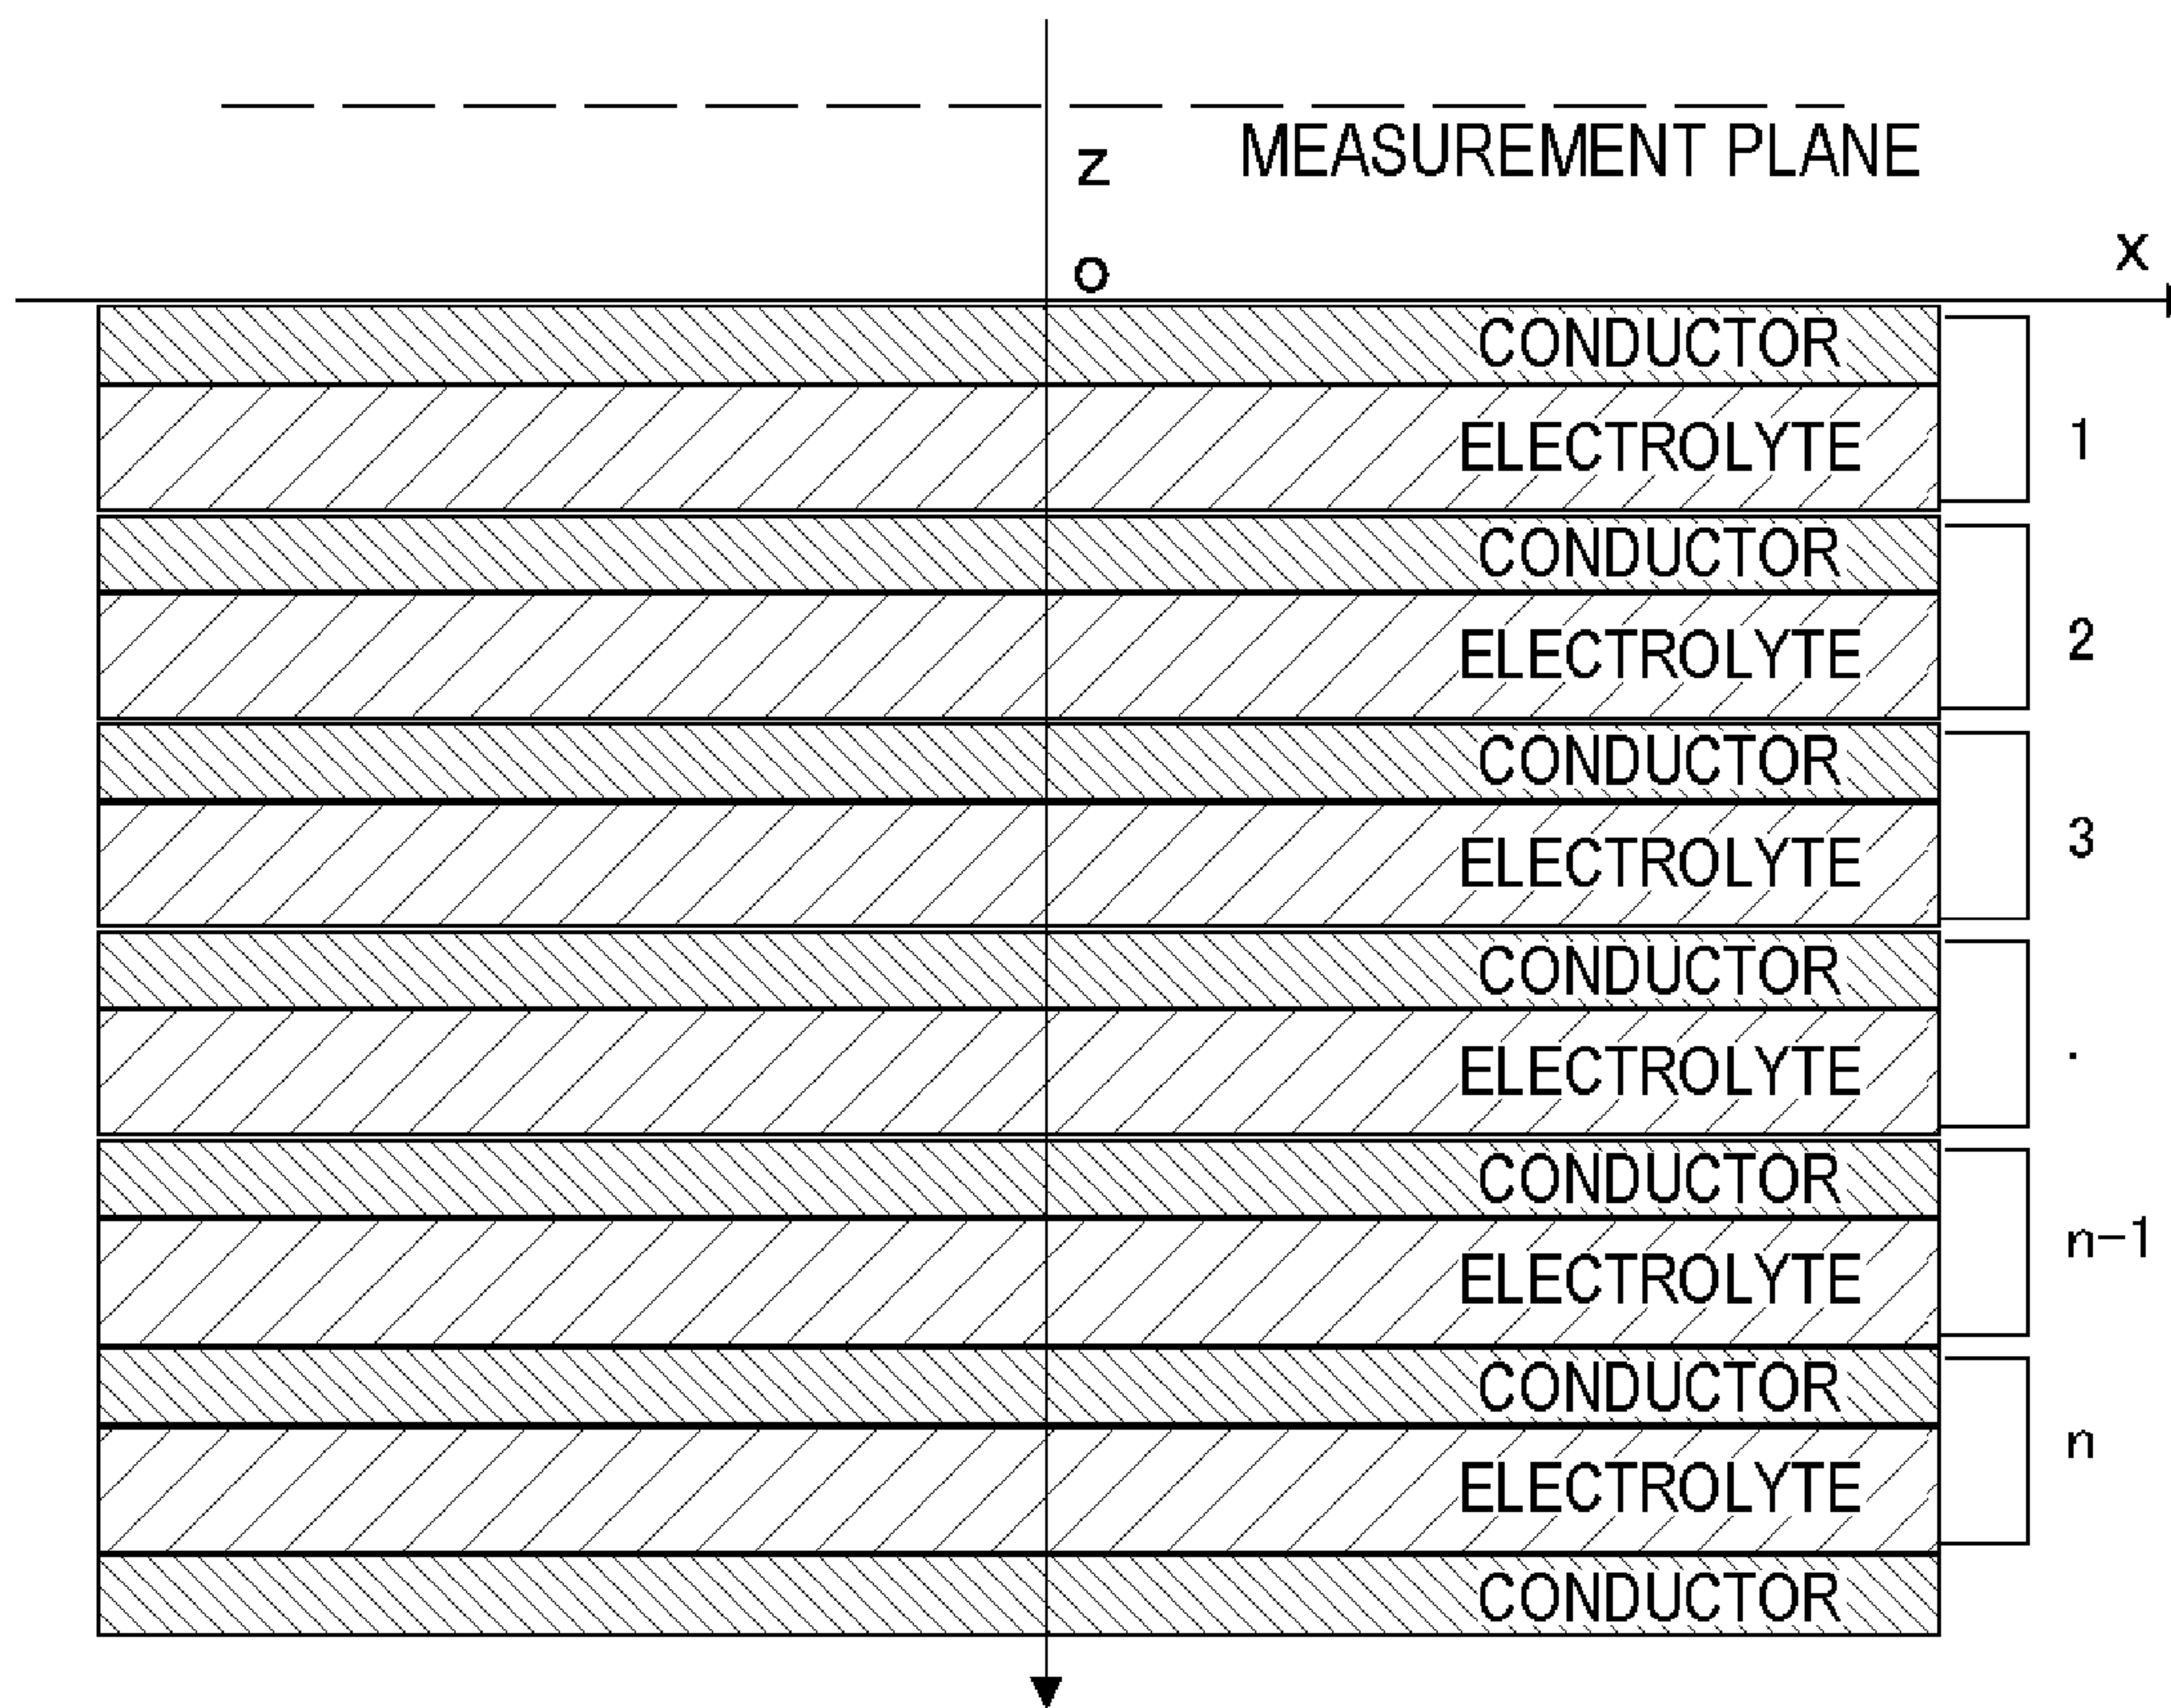 MEASUREMENT PLANE
z
x
o
CONDUCTOR
ELECTROLYTE
1
CONDUCTOR
ELECTROLYTE
2
CONDUCTOR
ELECTROLYTE
3
CONDUCTOR
ELECTROLYTE
.
CONDUCTOR
ELECTROLYTE
n-1
CONDUCTOR
ELECTROLYTE
n
CONDUCTOR